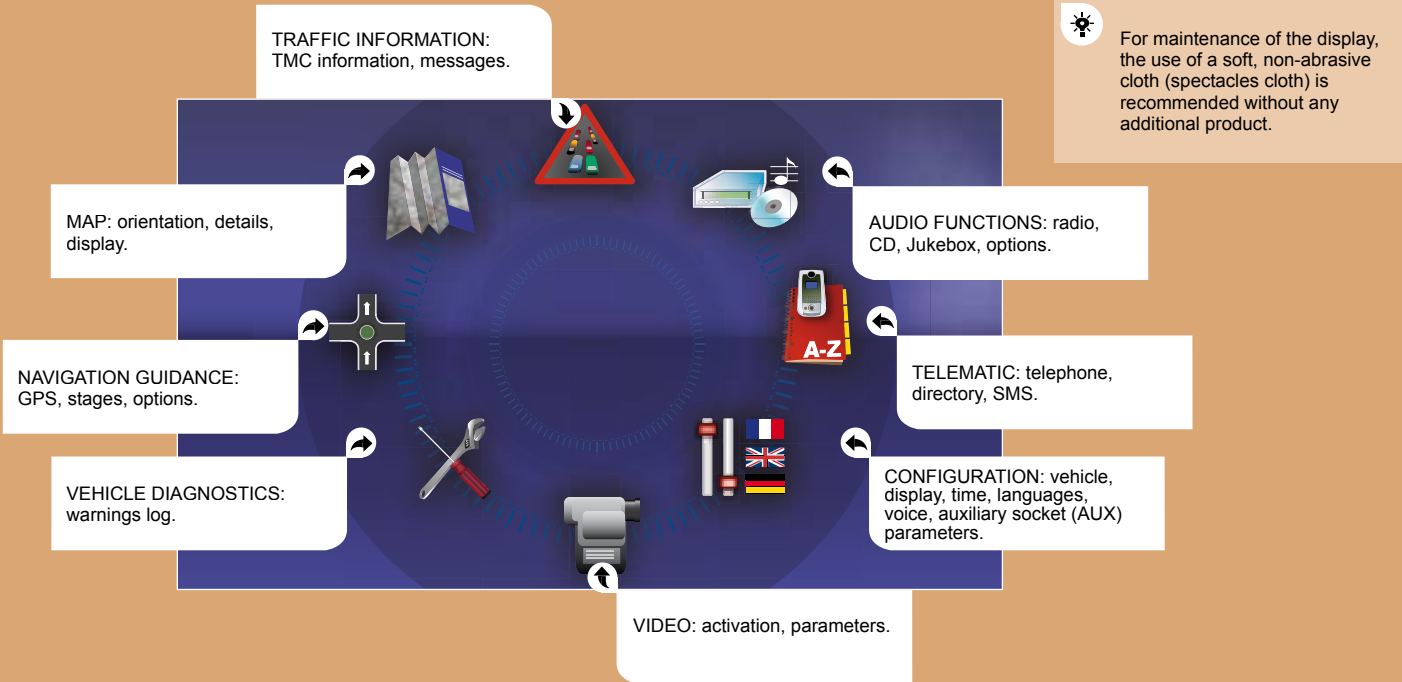 TRAFFIC INFORMATION:
TMC information, messages.
For maintenance of the display,
the use of a soft, non-abrasive
cloth (spectacles cloth) is
recommended without any
additional product.
MAP: orientation, details,
display.
AUDIO FUNCTIONS: radio,
CD, Jukebox, options.
A-Z
NAVIGATION GUIDANCE:
GPS, stages, options.
TELEMATIC: telephone,
directory, SMS.
VEHICLE DIAGNOSTICS:
warnings log.
CONFIGURATION: vehicle,
display, time, languages,
voice, auxiliary socket (AUX)
parameters.
VIDEO: activation, parameters.